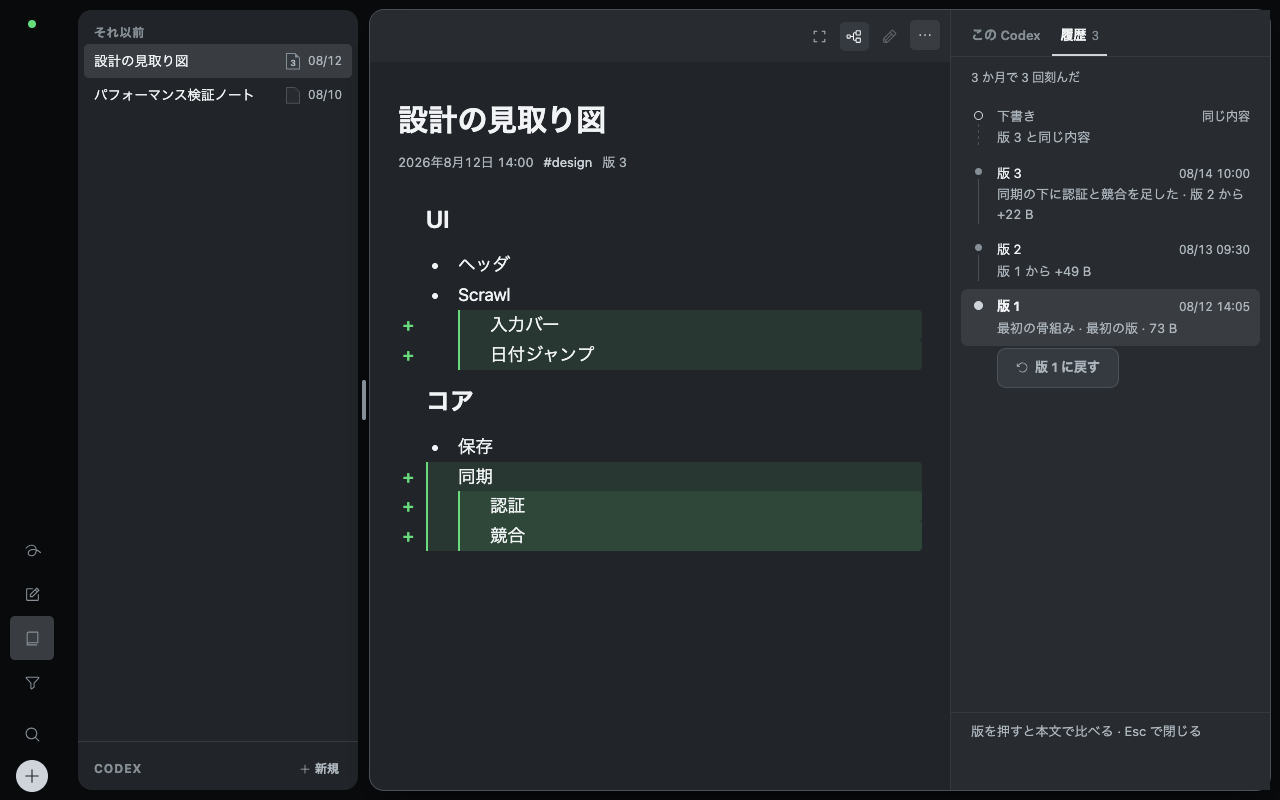 それ以前
設計の見取り図 3 08/12
パフォーマンス検証ノート 08/10
CODEX + 新規
設計の見取り図
2026年8月12日 14:00 #design 版 3
UI
• ヘッダ
• Scrawl
+ 入力バー
+ 日付ジャンプ
コア
• 保存
+ 同期
+ 認証
+ 競合
この Codex 履歴 3
3 か月で 3 回刻んだ
下書き 同じ内容
版 3 と同じ内容
版 3 08/14 10:00
同期の下に認証と競合を足した · 版 2 から
+22 B
版 2 08/13 09:30
版 1 から +49 B
版 1 08/12 14:05
最初の骨組み · 最初の版 · 73 B
版 1 に戻す
版を押すと本文で比べる · Esc で閉じる